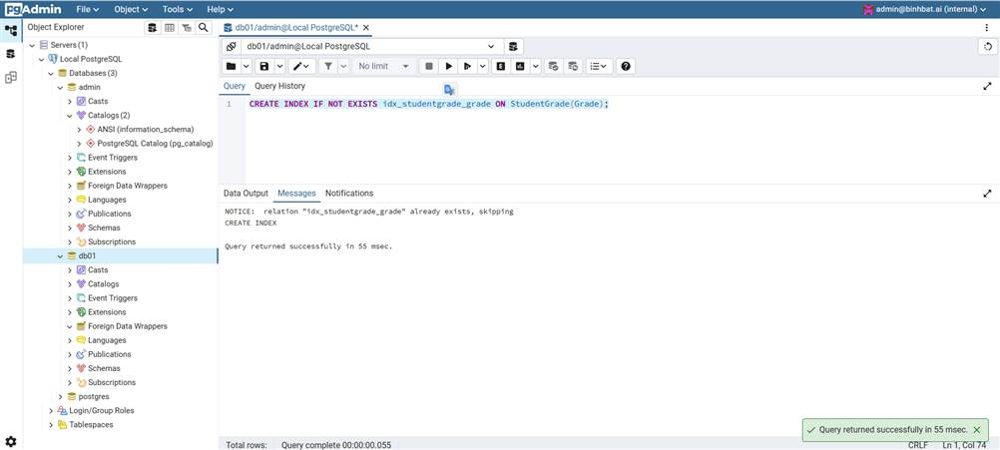 pgAdmin File Object Tools Help admin@binhbat.ai (internal)
Object Explorer
db01/admin@Local PostgreSQL*
Servers (1)
Local PostgreSQL
Databases (3)
admin
Casts
Catalogs (2)
ANSI (information_schema)
PostgreSQL Catalog (pg_catalog)
Event Triggers
Extensions
Foreign Data Wrappers
Languages
Publications
Schemas
Subscriptions
db01
Casts
Catalogs
Event Triggers
Extensions
Foreign Data Wrappers
Languages
Publications
Schemas
Subscriptions
postgres
Login/Group Roles
Tablespaces
db01/admin@Local PostgreSQL
No limit
E
Query Query History
1 CREATE INDEX IF NOT EXISTS idx_studentgrade_grade ON StudentGrade(Grade);
Data Output Messages Notifications
NOTICE:  relation "idx_studentgrade_grade" already exists, skipping
CREATE INDEX
Query returned successfully in 55 msec.
Query returned successfully in 55 msec.
Total rows: Query complete 00:00:00.055 CRLF Ln 1, Col 74